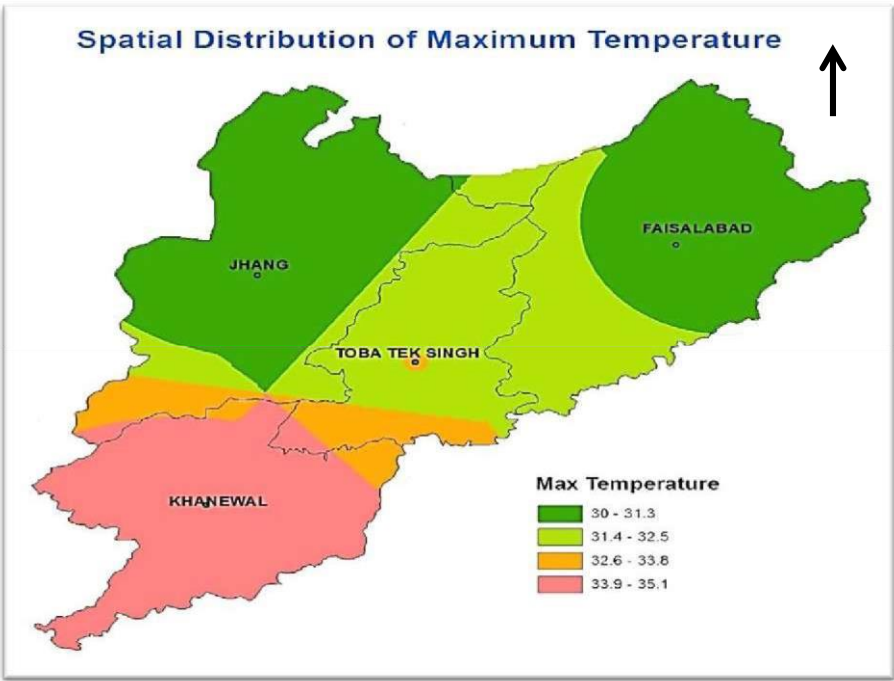 Spatial Distribution of Maximum Temperature
FAISALABAD
JHANG
TOBA TEK SINGH
KHANEWAL
Max Temperature
30 - 31.3
31.4 - 32.5
32.6 - 33.8
33.9 - 35.1